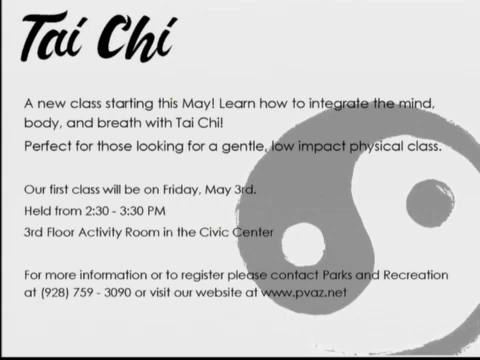 Tai Chi
A new class starting this May! Learn how to integrate the mind,
body, and breath with Tai Chi!
Perfect for those looking for a gentle, low impact physical class.
Our first class will be on Friday, May 3rd.
Held from 2:30 - 3:30 PM
3rd Floor Activity Room in the Civic Center
For more information or to register please contact Parks and Recreation
at (928) 759 - 3090 or visit our website at www.pvaz.net